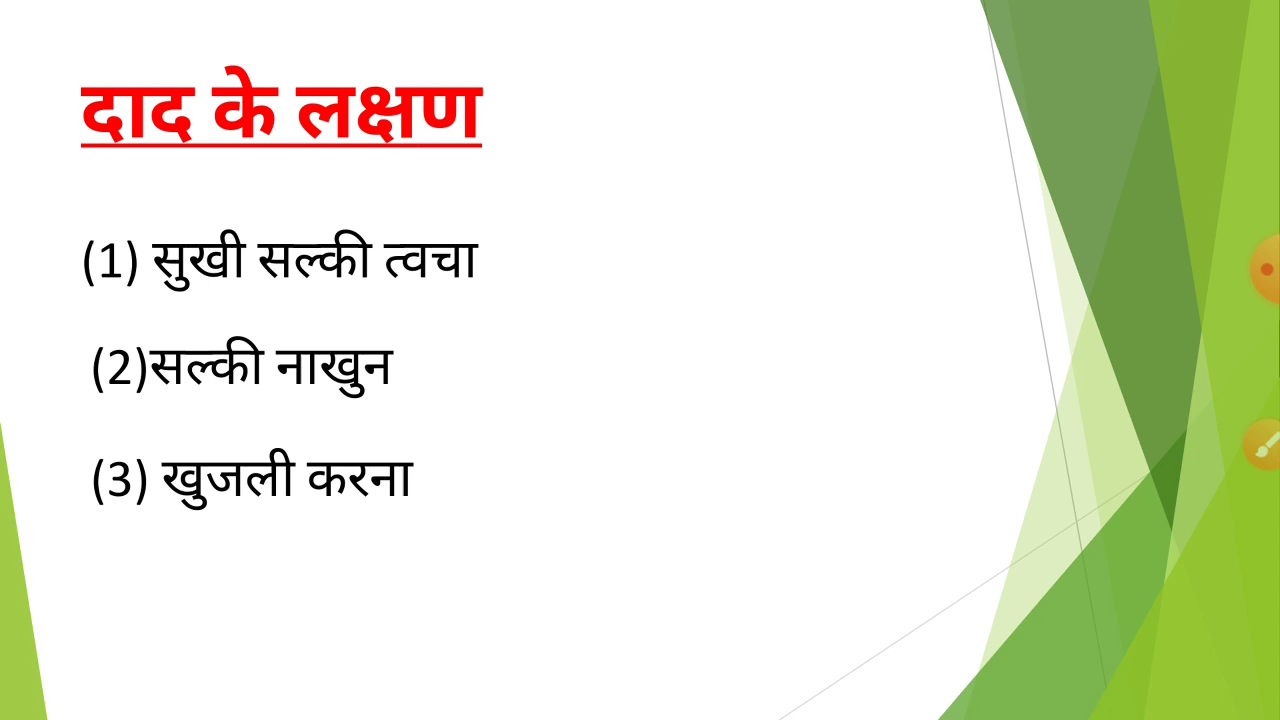 दाद के लक्षण
(1) सुखी सल्की त्वचा
(2)सल्की नाखुन
(3) खुजली करना